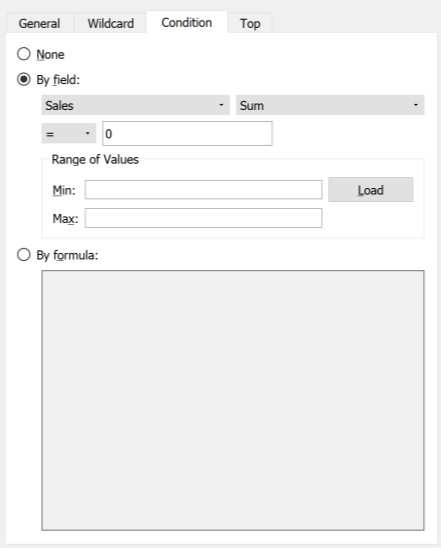 General Wildcard Condition Top
None
By field:
Sales Sum
= 0
Range of Values
Min: Load
Max:
By formula: